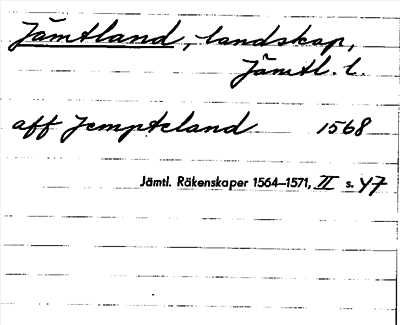 Jämtland, landskap,
Jämtl. l.
aff Jempteland 1568
Jämtl. Räkenskaper 1564–1571, II s. 47